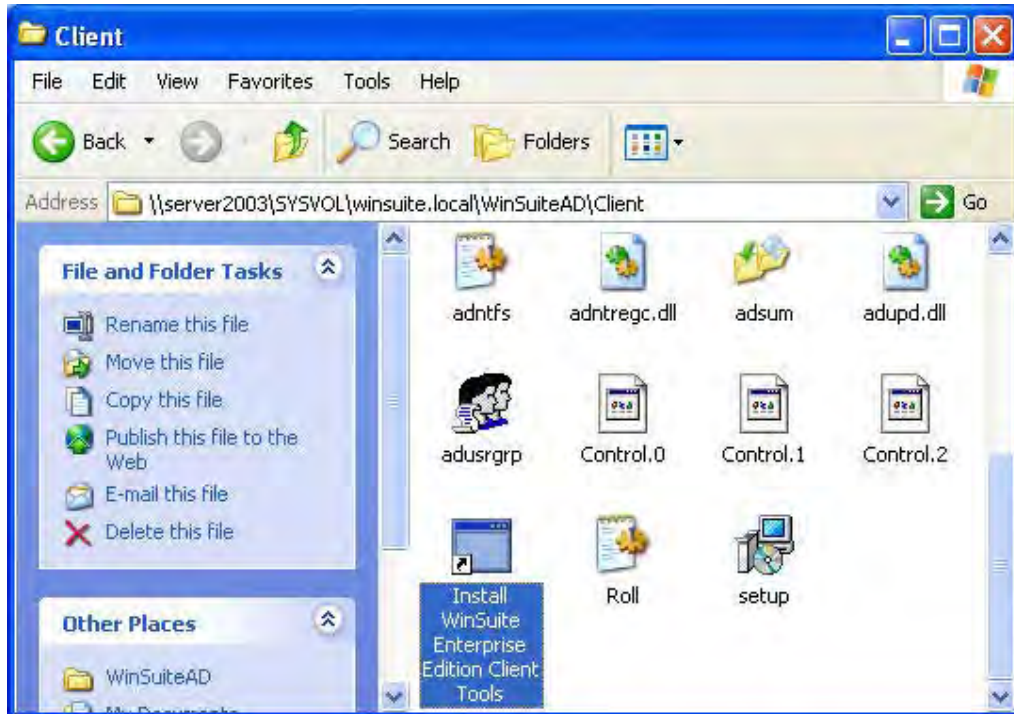 Client
File Edit View Favorites Tools Help
Back Search Folders
Address \\server2003\SYSVOL\winsuite.local\WinSuiteAD\Client Go
File and Folder Tasks
Rename this file
Move this file
Copy this file
Publish this file to the
Web
E-mail this file
Delete this file
Other Places
WinSuiteAD
My Documents
adntfs adntregc.dll adsum adupd.dll
adusrgrp Control.0 Control.1 Control.2
Install
WinSuite
Enterprise
Edition Client
Tools
Roll
setup